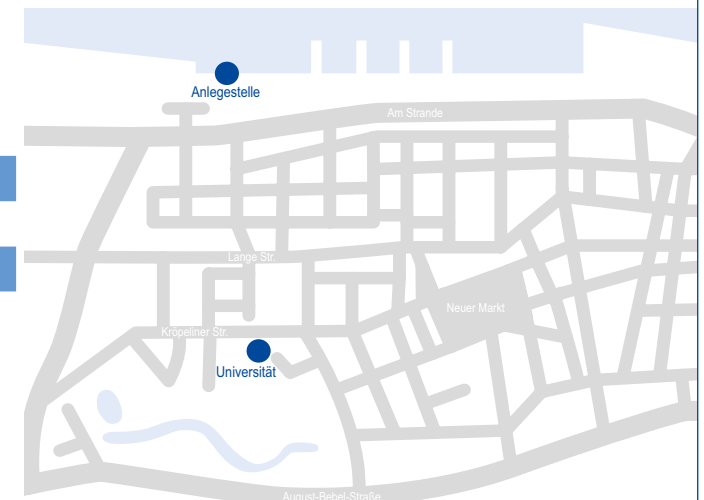 Anlegestelle
Am Strande
Lange Str.
Neuer Markt
Kröpeliner Str.
Universität
August-Bebel-Straße